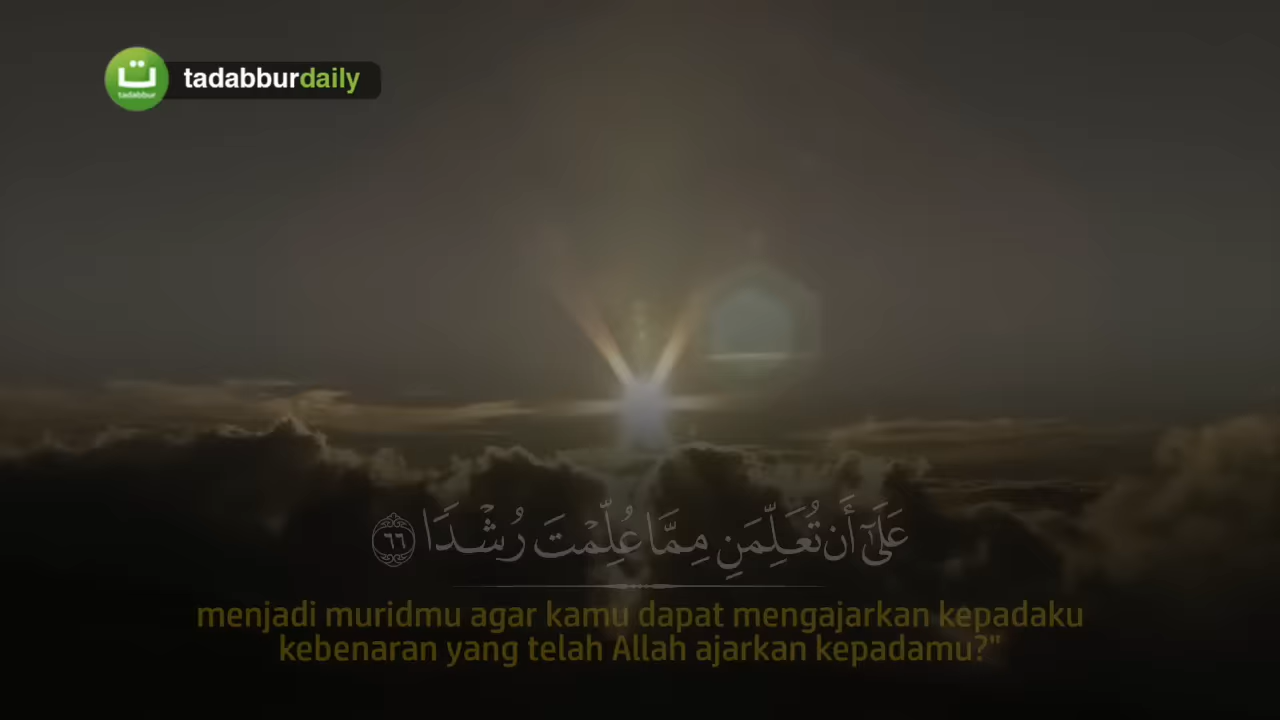 ت
tadabbur
tadabburdaily
عَلَىٰٓ أَن تُعَلِّمَنِ مِمَّا عُلِّمْتَ رُشْدًا ٦٦
menjadi muridmu agar kamu dapat mengajarkan kepadaku
kebenaran yang telah Allah ajarkan kepadamu?"